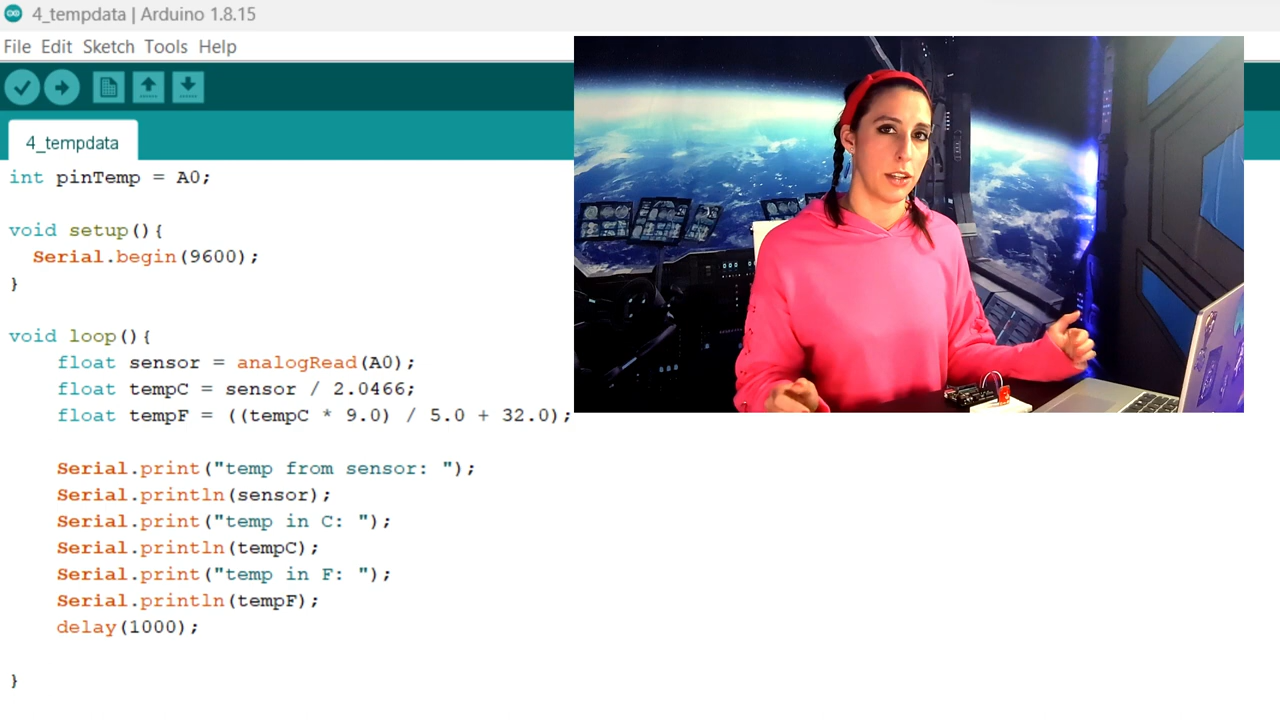 4_tempdata | Arduino 1.8.15
File Edit Sketch Tools Help
4_tempdata
int pinTemp = A0;
void setup(){
Serial.begin(9600);
}
void loop(){
float sensor = analogRead(A0);
float tempC = sensor / 2.0466;
float tempF = ((tempC * 9.0) / 5.0 + 32.0);
Serial.print("temp from sensor: ");
Serial.println(sensor);
Serial.print("temp in C: ");
Serial.println(tempC);
Serial.print("temp in F: ");
Serial.println(tempF);
delay(1000);
}